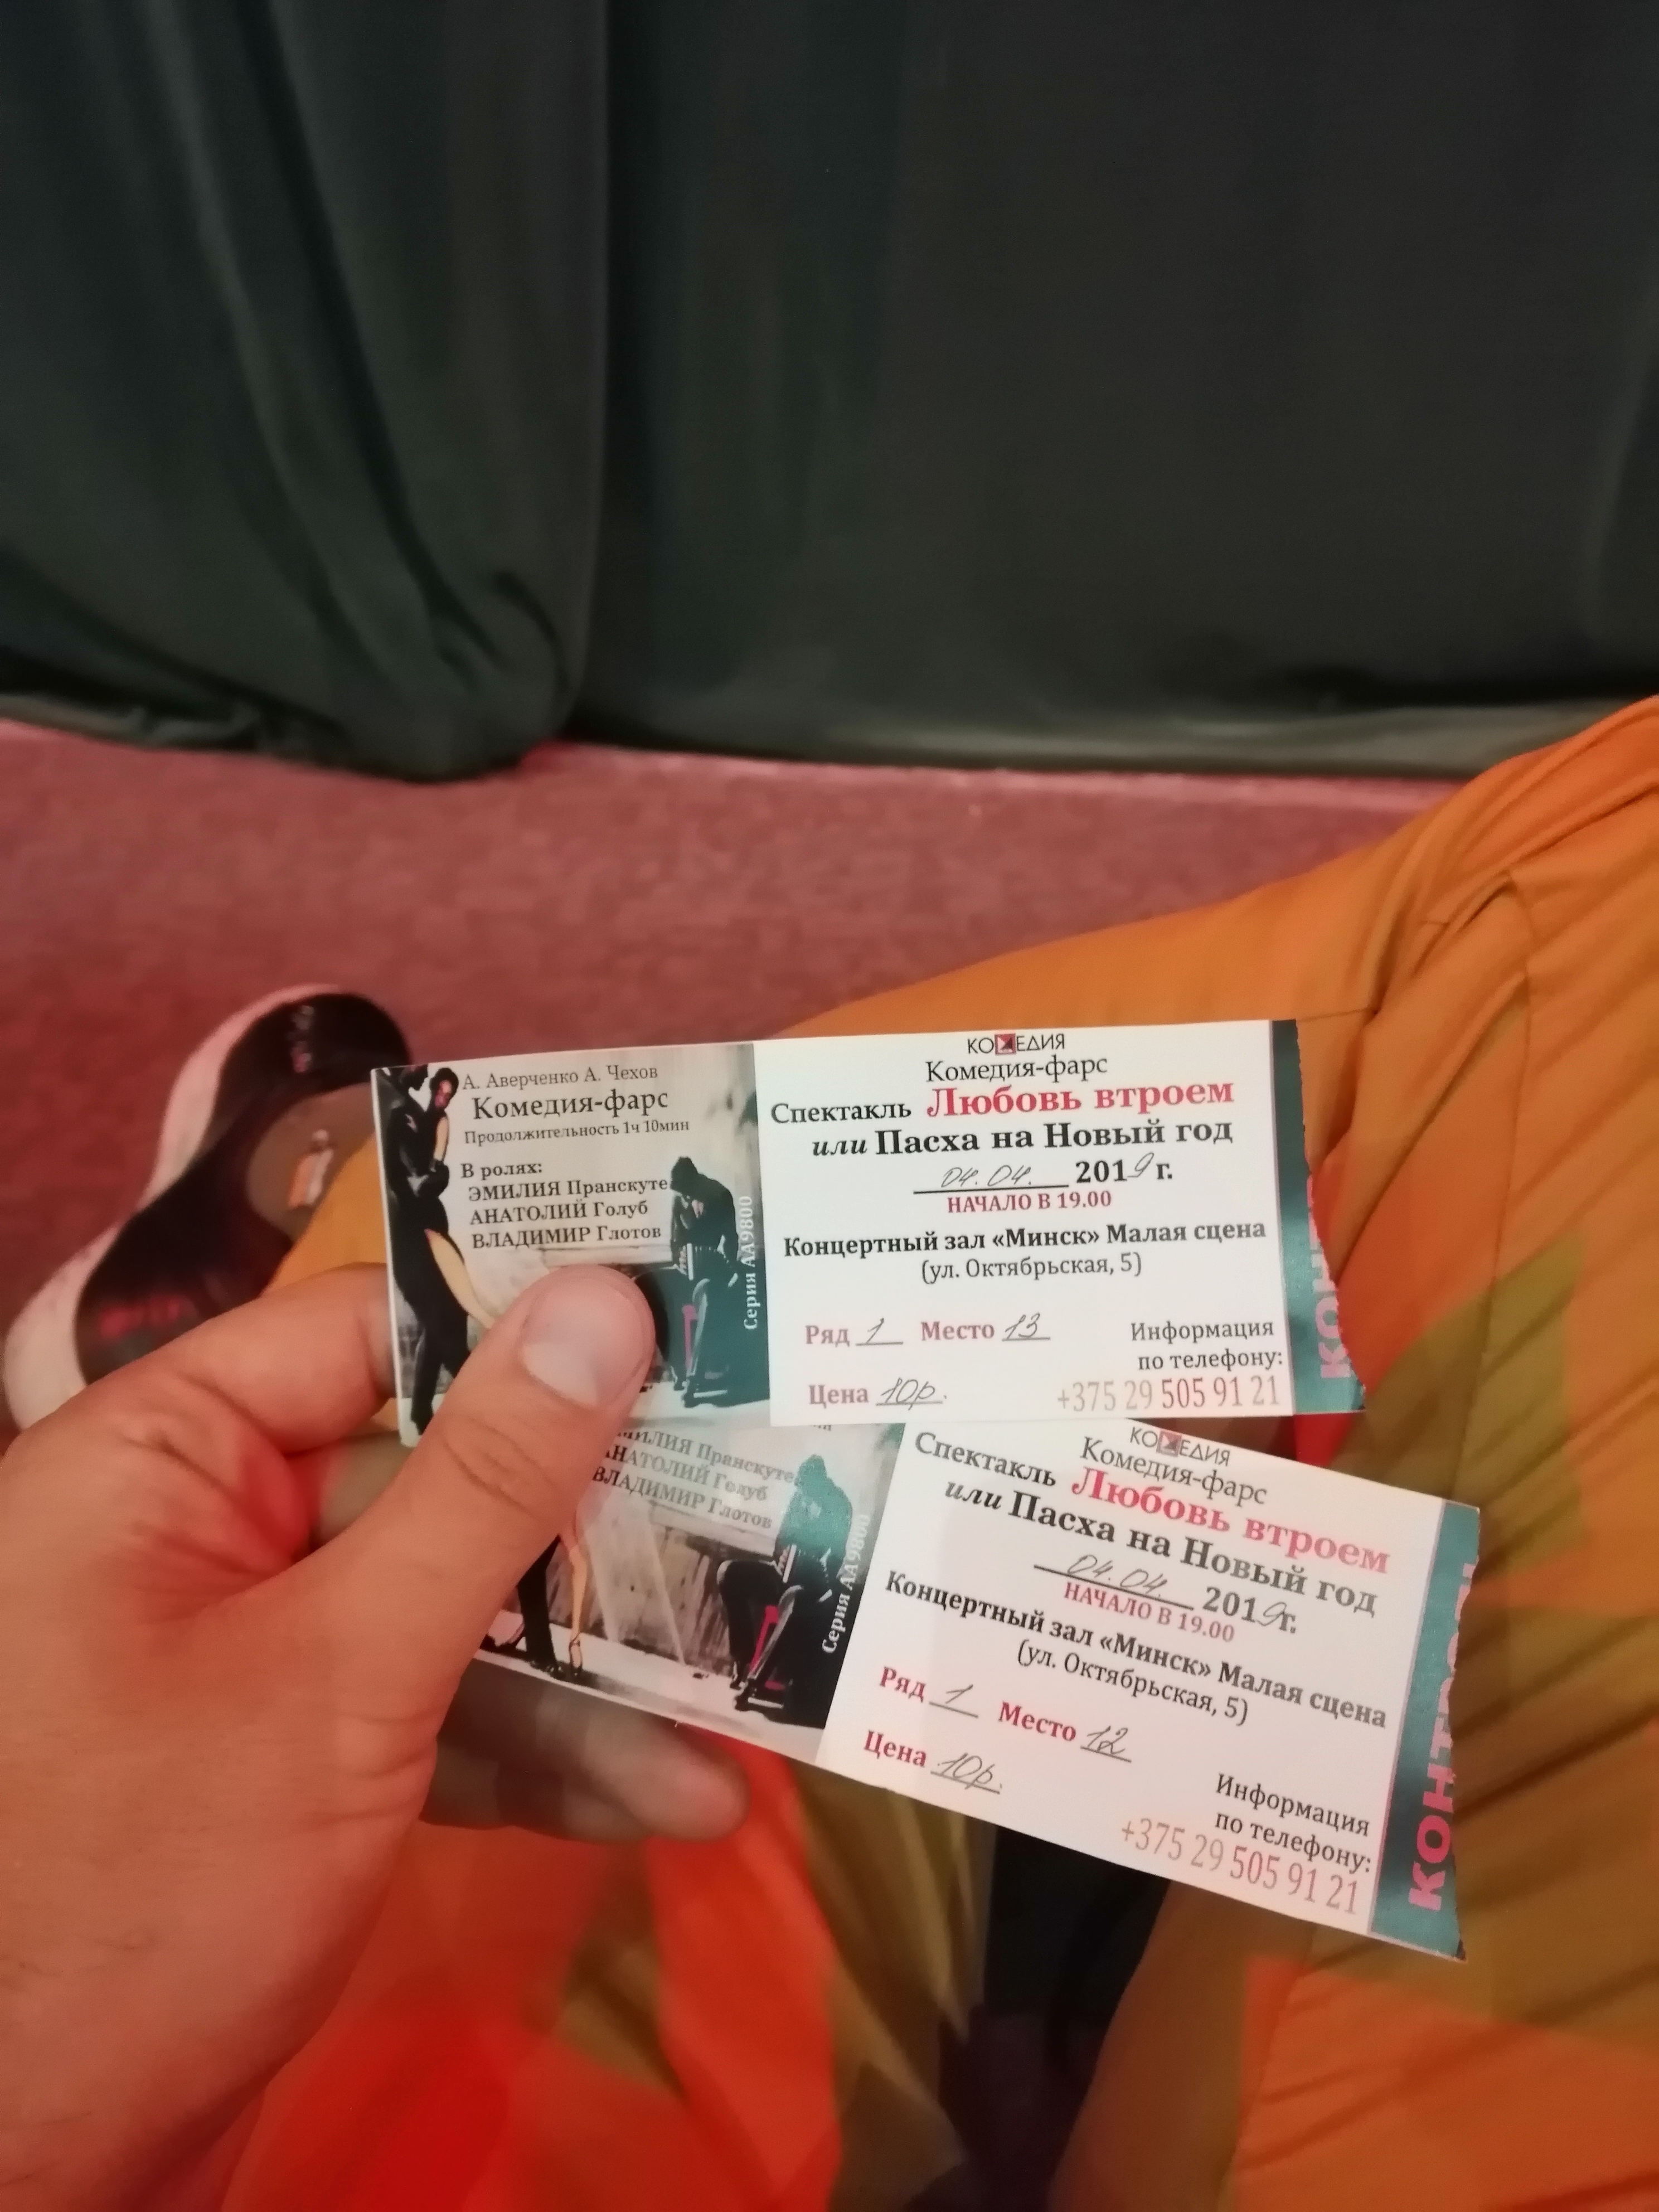 А. Аверченко А. Чехов
Комедия-фарс
Продолжительность 1ч 10мин
В ролях:
ЭМИЛИЯ Пранскуте
АНАТОЛИЙ Голуб
ВЛАДИМИР Глотов
Серия АА9800
КОМЕДИЯ
Комедия-фарс
Спектакль Любовь втроем
или Пасха на Новый год
04.04. 2019 г.
НАЧАЛО В 19.00
Концертный зал «Минск» Малая сцена
(ул. Октябрьская, 5)
Ряд 1 Место 13
Информация
по телефону:
Цена 10р.
+375 29 505 91 21
ЭМИЛИЯ Пранскуте
АНАТОЛИЙ Голуб
ВЛАДИМИР Глотов
Серия АА9800
КОМЕДИЯ
Комедия-фарс
Спектакль Любовь втроем
или Пасха на Новый год
04.04. 2019г.
НАЧАЛО В 19.00
Концертный зал «Минск» Малая сцена
(ул. Октябрьская, 5)
Ряд 1 Место 12
Цена 10р.
Информация
по телефону:
+375 29 505 91 21